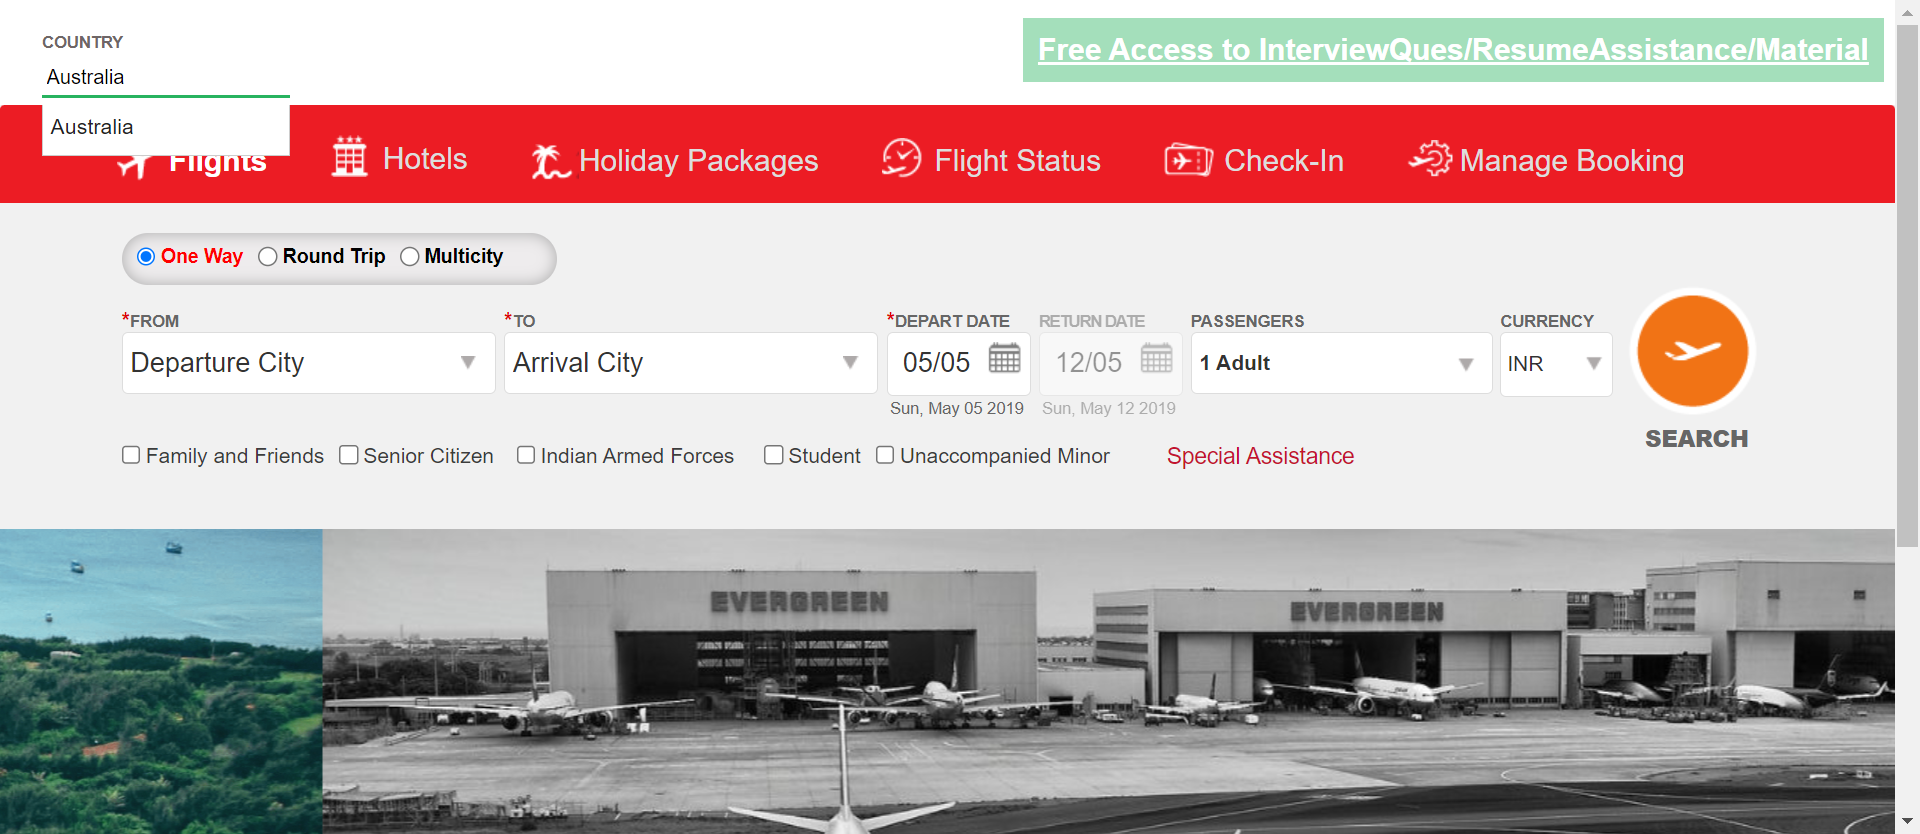 COUNTRY
Australia
Australia
Free Access to InterviewQues/ResumeAssistance/Material
Flights
Hotels
Holiday Packages
Flight Status
Check-In
Manage Booking
One Way
Round Trip
Multicity
*FROM
*TO
*DEPART DATE
RETURN DATE
PASSENGERS
CURRENCY
Departure City
Arrival City
05/05
12/05
1 Adult
INR
Sun, May 05 2019
Sun, May 12 2019
SEARCH
Family and Friends
Senior Citizen
Indian Armed Forces
Student
Unaccompanied Minor
Special Assistance
EVERGREEN
EVERGREEN